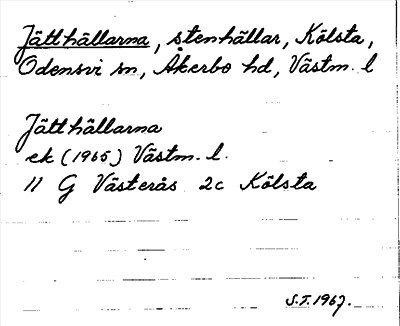 Jätthällarna, stenhällar, Kölsta,
Odensvi sn, Åkerbo hd, Västm. l
Jätthällarna
ek (1965) Västm. l.
11 G Västerås 2c Kölsta
S.T. 1967.